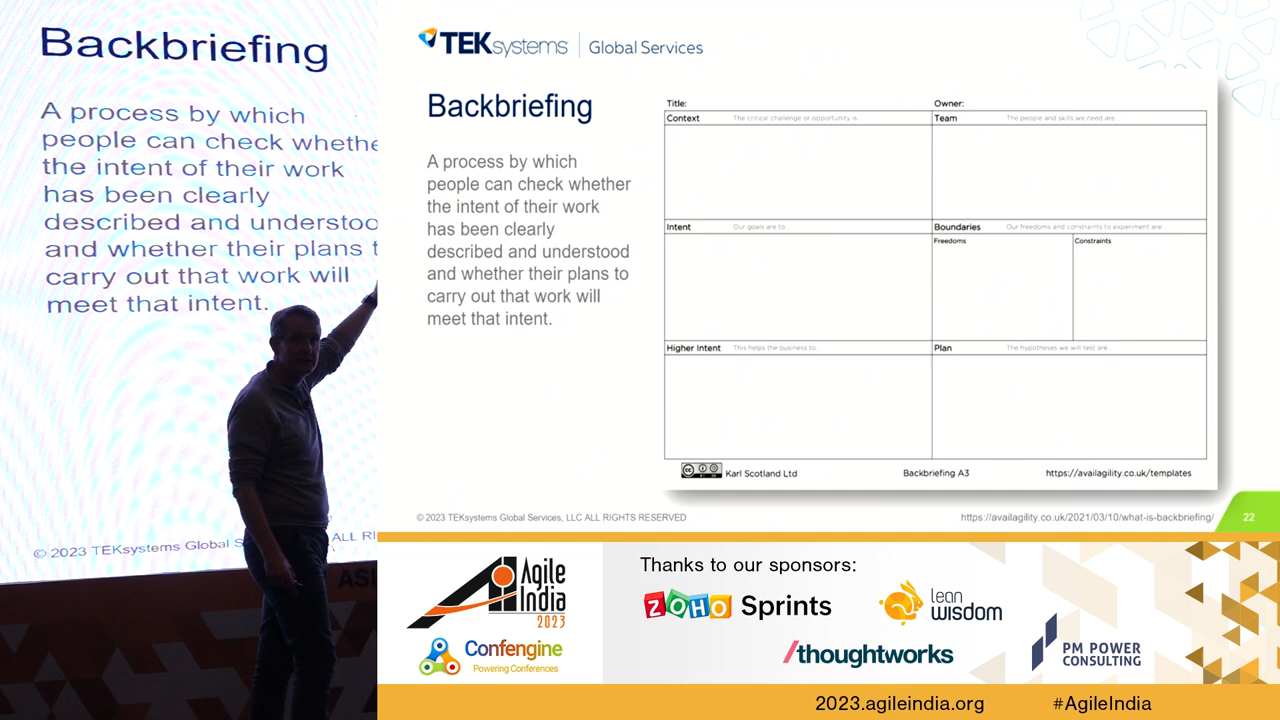 Backbriefing
A process by which
people can check whethe
the intent of their work
has been clearly
described and understoo
and whether their plans t
carry out that work will
meet that intent.
© 2023 TEKsystems Global S
ALL RI
TEKsystems Global Services
Backbriefing
A process by which
people can check whether
the intent of their work
has been clearly
described and understood
and whether their plans to
carry out that work will
meet that intent.
Title:
Owner:
Context The critical challenge or opportunity is..
Team The people and skills we need are..
Intent Our goals are to..
Boundaries Our freedoms and constraints to experiment are..
Freedoms
Constraints
Higher Intent This helps the business to..
Plan The hypotheses we will test are..
Karl Scotland Ltd
Backbriefing A3
https://availagility.co.uk/templates
© 2023 TEKsystems Global Services, LLC ALL RIGHTS RESERVED
https://availagility.co.uk/2021/03/10/what-is-backbriefing/
22
Agile
India
2023
Confengine
Powering Conferences
Thanks to our sponsors:
ZOHO Sprints
lean
wisdom
/thoughtworks
PM POWER
CONSULTING
2023.agileindia.org
#AgileIndia